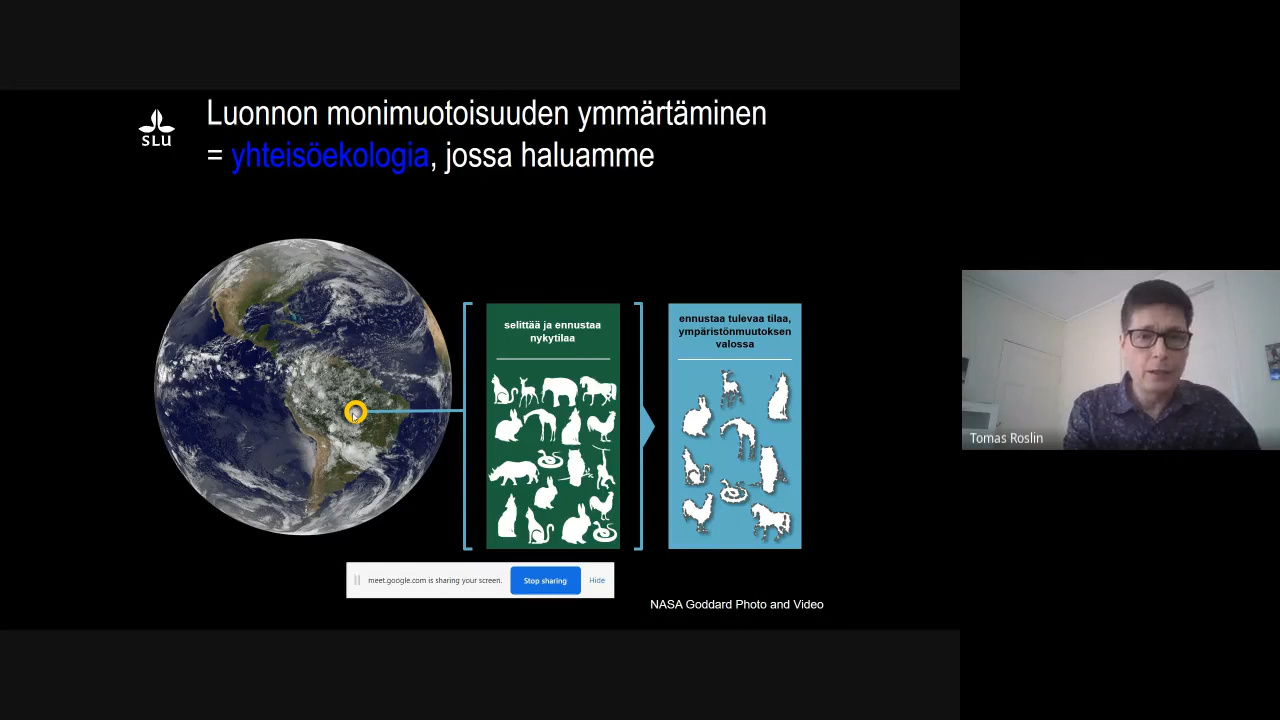 SLU
Luonnon monimuotoisuuden ymmärtäminen
= yhteisöekologia, jossa haluamme
selittää ja ennustaa
nykytilaa
ennustaa tulevaa tilaa,
ympäristönmuutoksen
valossa
Tomas Roslin
meet.google.com is sharing your screen.
Stop sharing
Hide
NASA Goddard Photo and Video